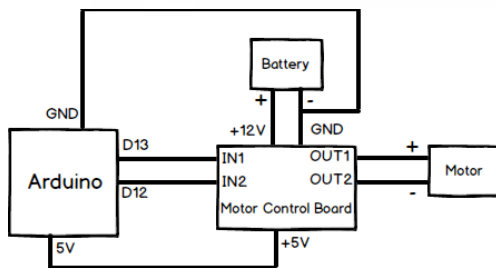 Battery
+ -
GND
+12V GND
D13 IN1 OUT1 +
Arduino Motor
D12 IN2 OUT2 -
Motor Control Board
5V +5V